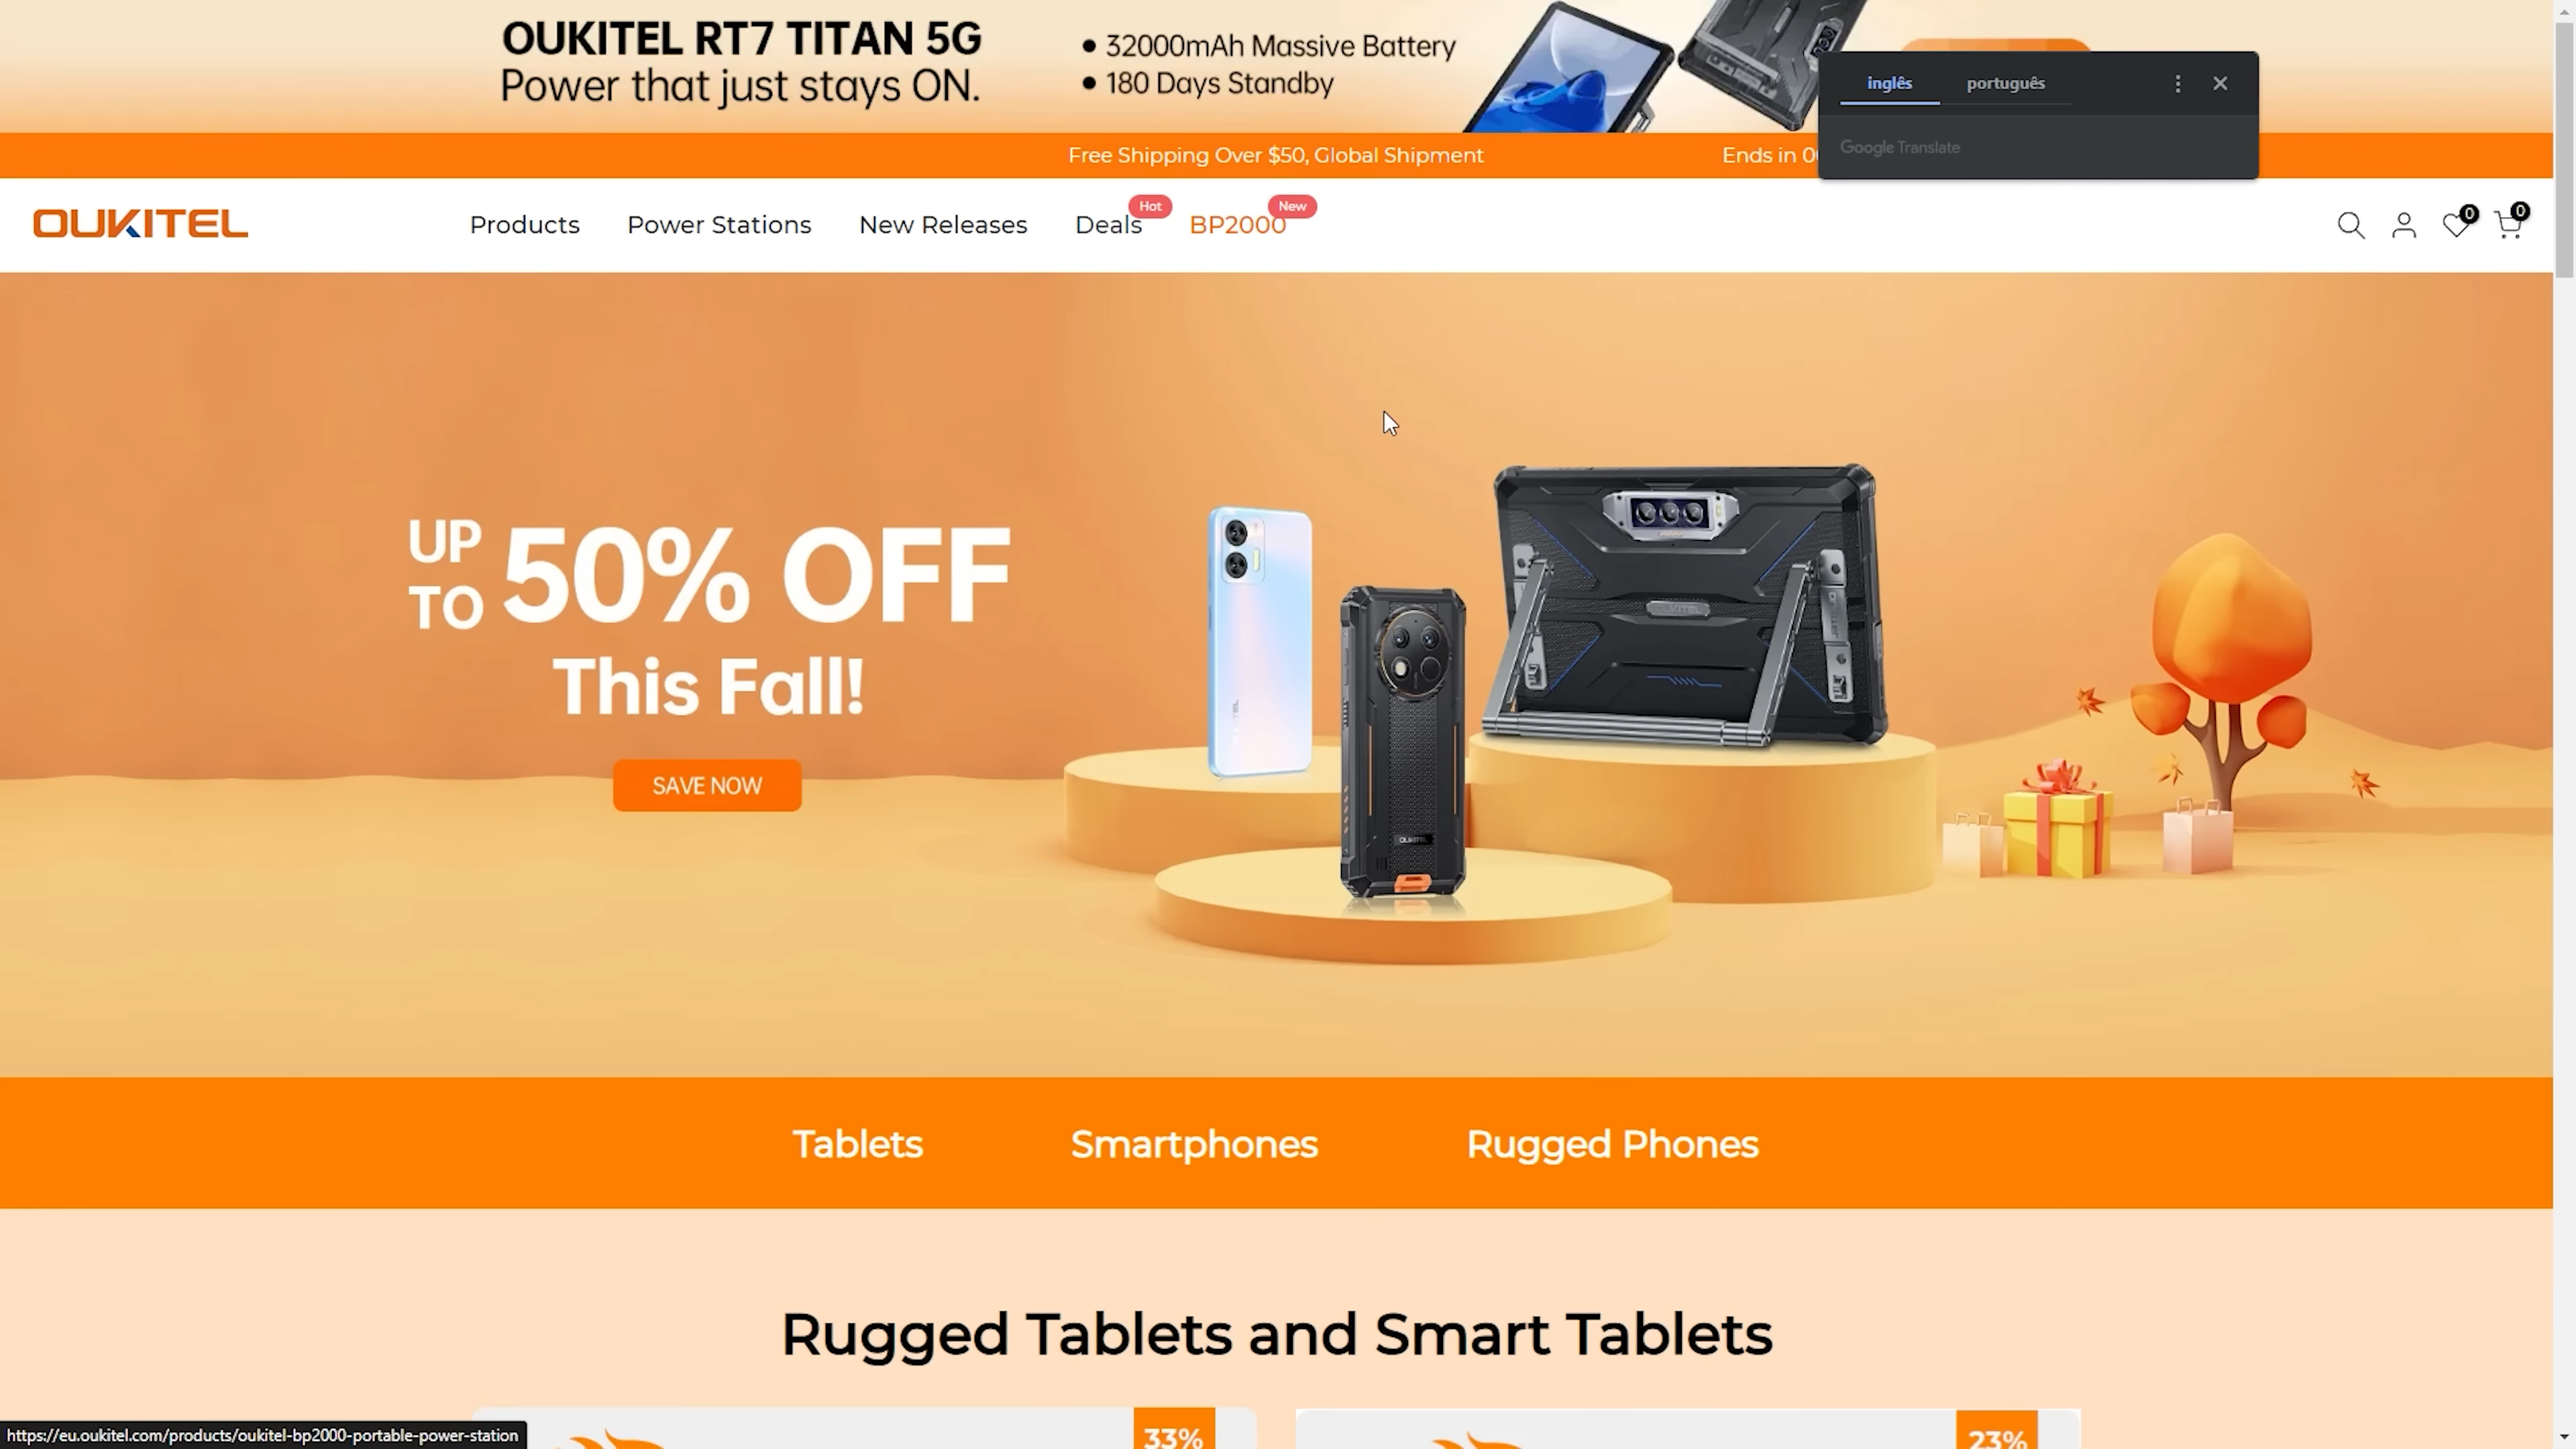 OUKITEL RT7 TITAN 5G
Power that just stays ON.
• 32000mAh Massive Battery
• 180 Days Standby
inglês português
Google Translate
Free Shipping Over $50, Global Shipment Ends in
OUKITEL Products Power Stations New Releases Deals Hot BP2000 New 0 0
UP TO 50% OFF
This Fall!
SAVE NOW
OUKITEL
OUKITEL
Tablets Smartphones Rugged Phones
Rugged Tablets and Smart Tablets
33% 23%
https://eu.oukitel.com/products/oukitel-bp2000-portable-power-station